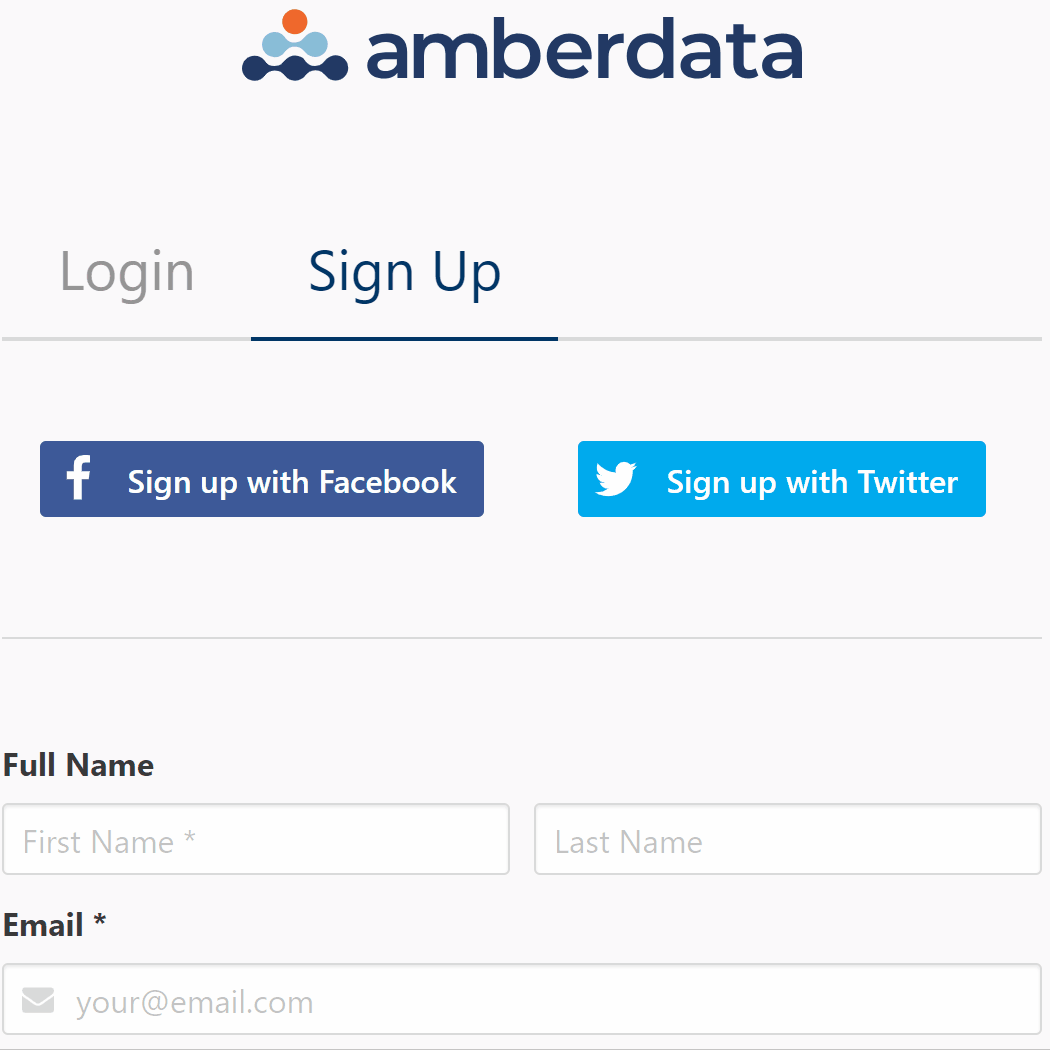 amberdata
Login Sign Up
Sign up with Facebook Sign up with Twitter
Full Name
First Name * Last Name
Email *
your@email.com